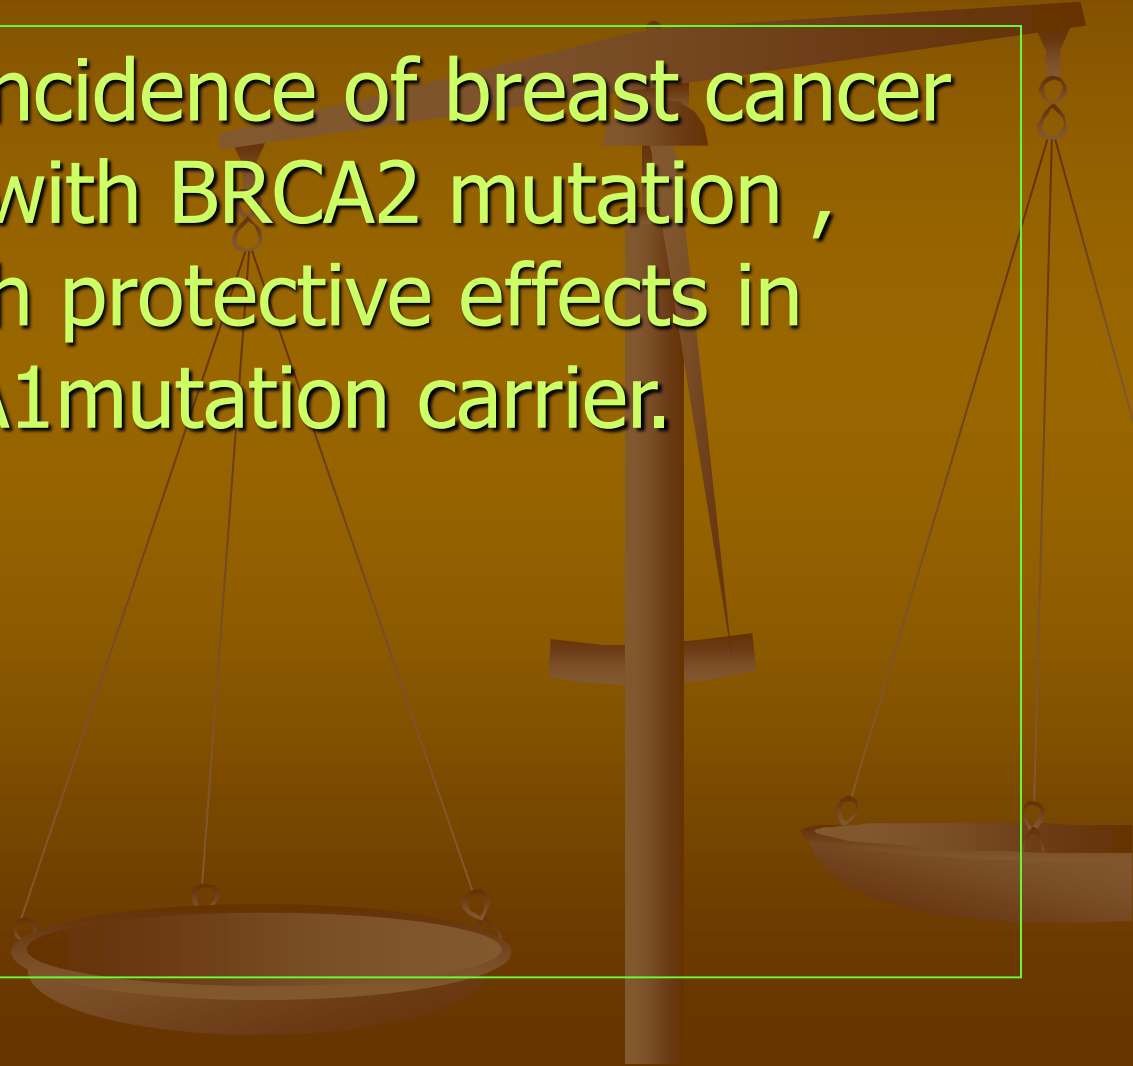 ncidence of breast cancer
with BRCA2 mutation ,
h protective effects in
A1mutation carrier.